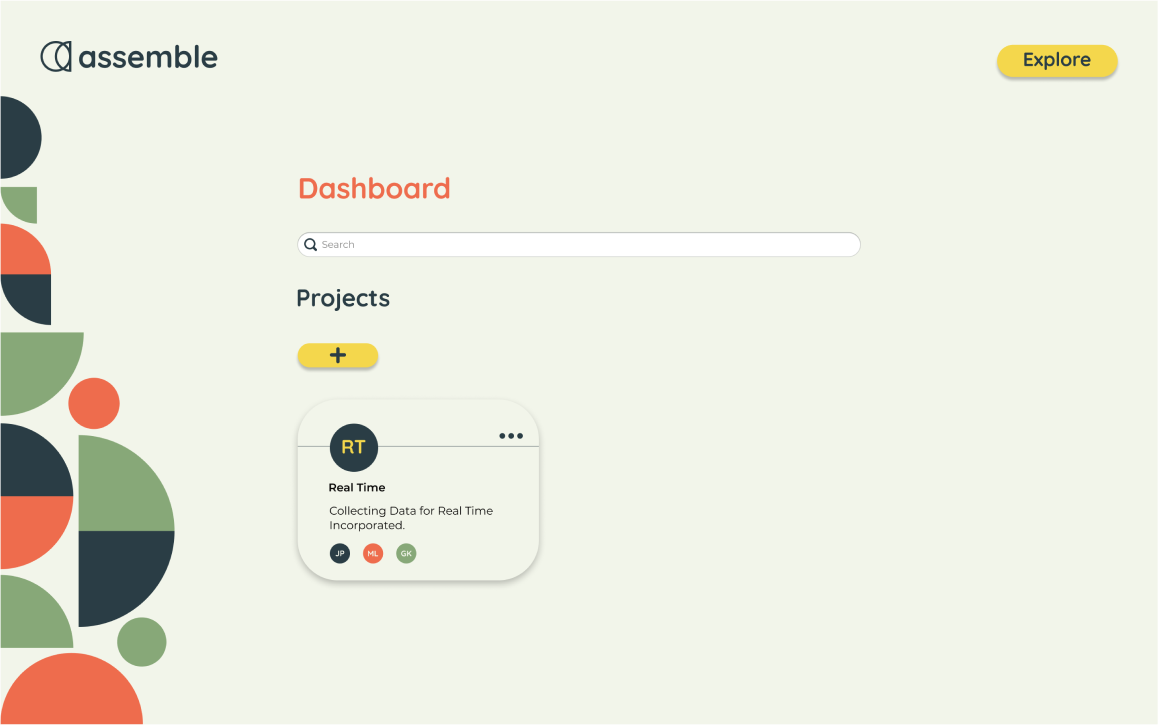 assemble
Explore
Dashboard
Search
Projects
RT
Real Time
Collecting Data for Real Time
Incorporated.
JP ML GK